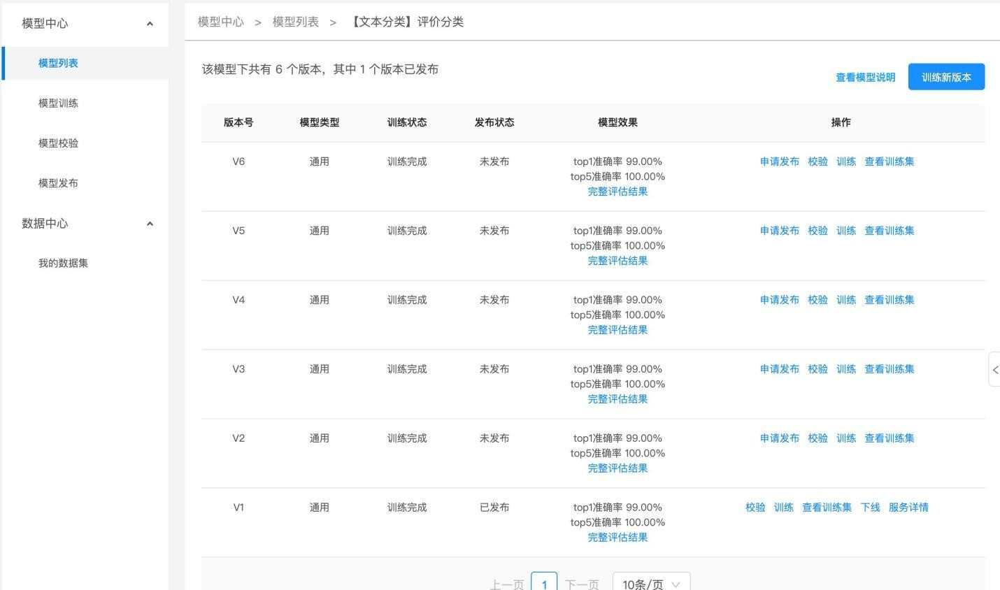 模型中心
模型列表
模型训练
模型校验
模型发布
数据中心
我的数据集
模型中心 > 模型列表 > 【文本分类】评价分类
该模型下共有 6 个版本，其中 1 个版本已发布
查看模型说明 训练新版本
版本号 模型类型 训练状态 发布状态 模型效果 操作
V6 通用 训练完成 未发布 top1准确率 99.00% 申请发布 校验 训练 查看训练集
top5准确率 100.00%
完整评估结果
V5 通用 训练完成 未发布 top1准确率 99.00% 申请发布 校验 训练 查看训练集
top5准确率 100.00%
完整评估结果
V4 通用 训练完成 未发布 top1准确率 99.00% 申请发布 校验 训练 查看训练集
top5准确率 100.00%
完整评估结果
V3 通用 训练完成 未发布 top1准确率 99.00% 申请发布 校验 训练 查看训练集
top5准确率 100.00%
完整评估结果
V2 通用 训练完成 未发布 top1准确率 99.00% 申请发布 校验 训练 查看训练集
top5准确率 100.00%
完整评估结果
V1 通用 训练完成 已发布 top1准确率 99.00% 校验 训练 查看训练集 下线 服务详情
top5准确率 100.00%
完整评估结果
上一页 1 下一页 10条/页